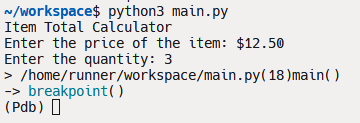 ~/workspace$ python3 main.py
Item Total Calculator
Enter the price of the item: $12.50
Enter the quantity: 3
> /home/runner/workspace/main.py(18)main()
-> breakpoint()
(Pdb)